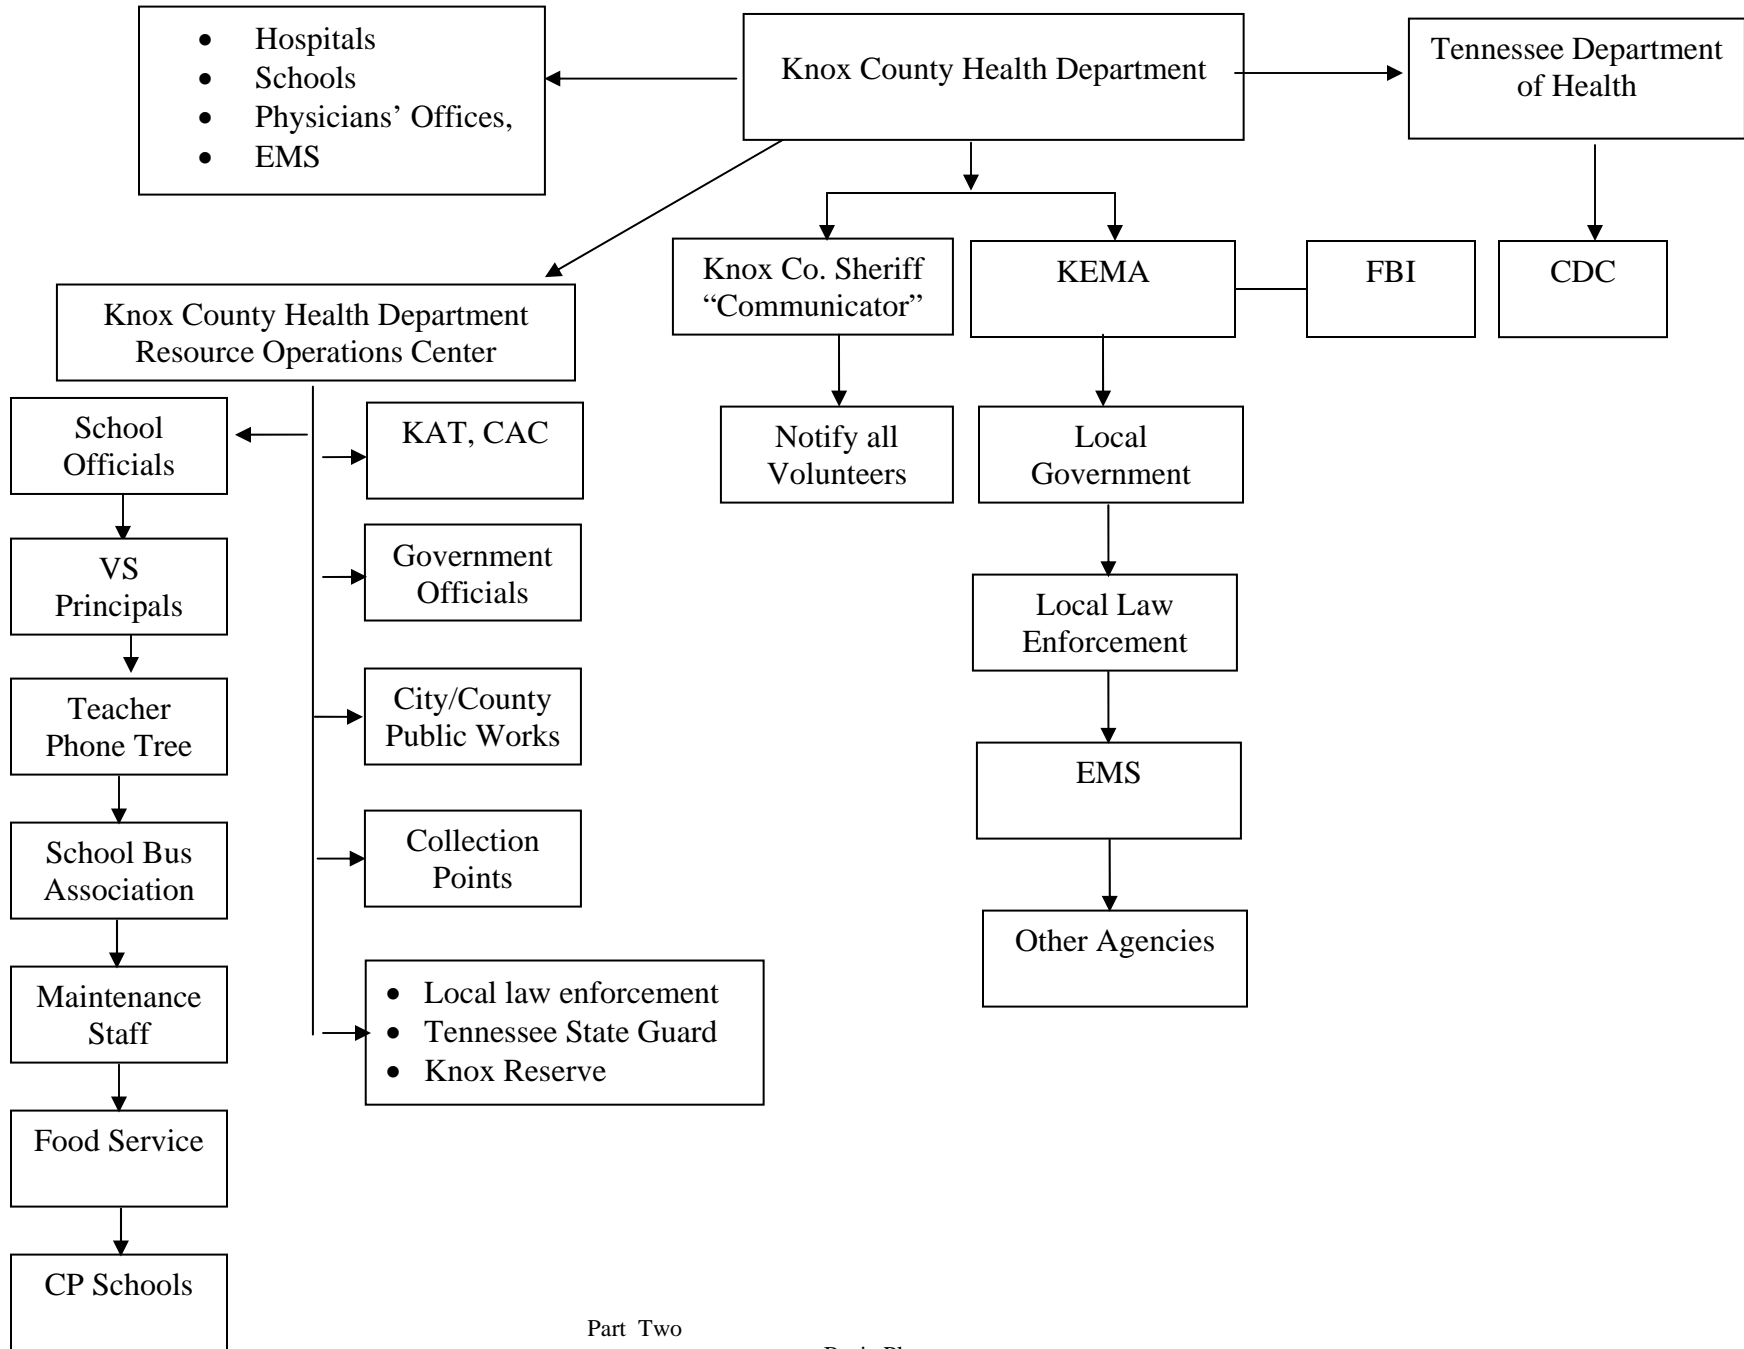 • Hospitals
• Schools
• Physicians’ Offices,
• EMS
Knox County Health Department
Tennessee Department
of Health
Knox County Health Department
Resource Operations Center
Knox Co. Sheriff
“Communicator”
KEMA
FBI
CDC
School
Officials
KAT, CAC
Notify all
Volunteers
Local
Government
VS
Principals
Government
Officials
Local Law
Enforcement
Teacher
Phone Tree
City/County
Public Works
EMS
School Bus
Association
Collection
Points
Other Agencies
Maintenance
Staff
• Local law enforcement
• Tennessee State Guard
• Knox Reserve
Food Service
CP Schools
Part Two